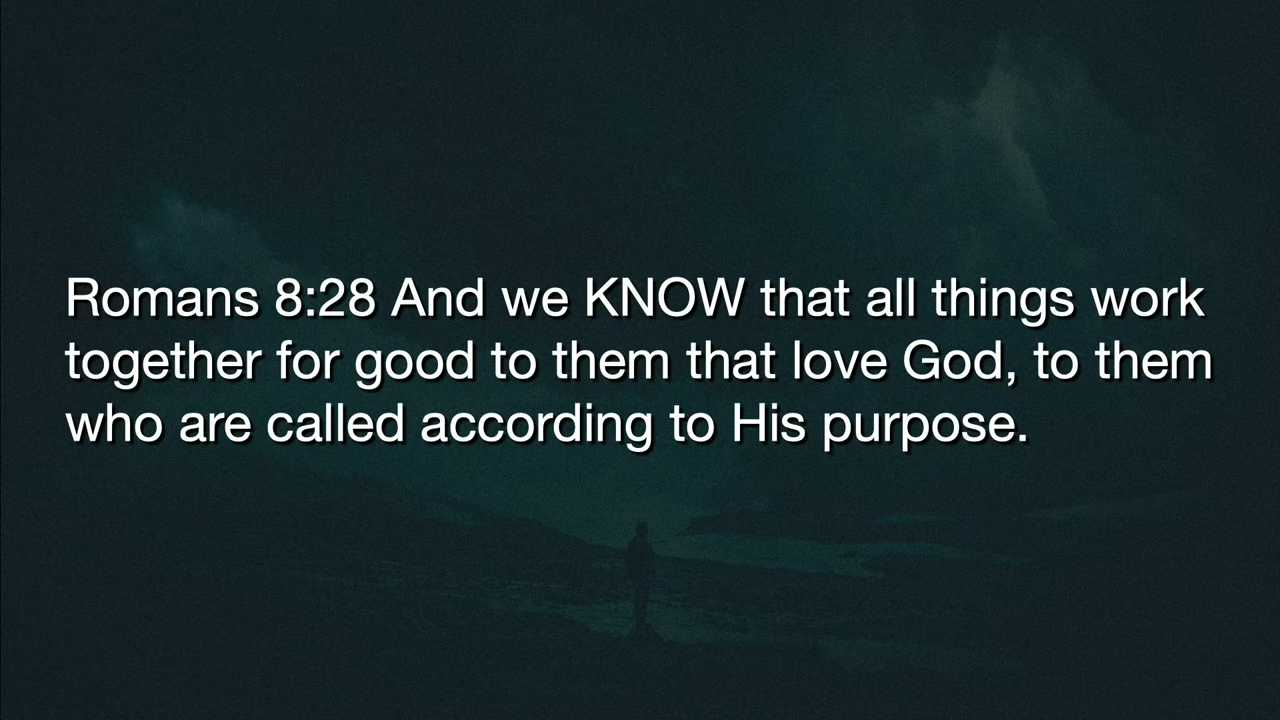 Romans 8:28 And we KNOW that all things work
together for good to them that love God, to them
who are called according to His purpose.